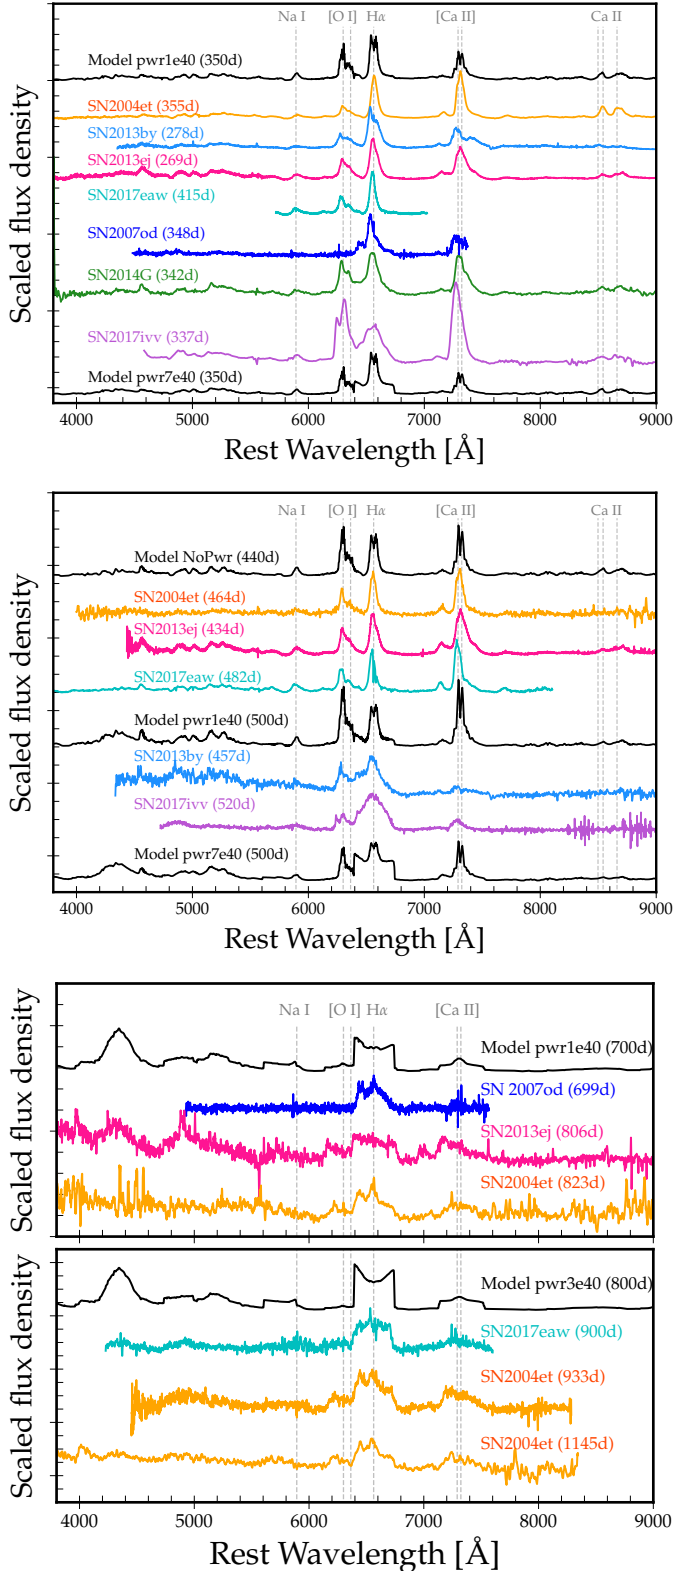 Na I [O I] Hα [Ca II] Ca II
Scaled flux density
Model pwr1e40 (350d)
SN2004et (355d)
SN2013by (278d)
SN2013ej (269d)
SN2017eaw (415d)
SN2007od (348d)
SN2014G (342d)
SN2017ivv (337d)
Model pwr7e40 (350d)
4000 5000 6000 7000 8000 9000
Rest Wavelength [Å]
Na I [O I] Hα [Ca II] Ca II
Scaled flux density
Model NoPwr (440d)
SN2004et (464d)
SN2013ej (434d)
SN2017eaw (482d)
Model pwr1e40 (500d)
SN2013by (457d)
SN2017ivv (520d)
Model pwr7e40 (500d)
4000 5000 6000 7000 8000 9000
Rest Wavelength [Å]
Na I [O I] Hα [Ca II]
Scaled flux density
Model pwr1e40 (700d)
SN 2007od (699d)
SN2013ej (806d)
SN2004et (823d)
Scaled flux density
Model pwr3e40 (800d)
SN2017eaw (900d)
SN2004et (933d)
SN2004et (1145d)
4000 5000 6000 7000 8000 9000
Rest Wavelength [Å]